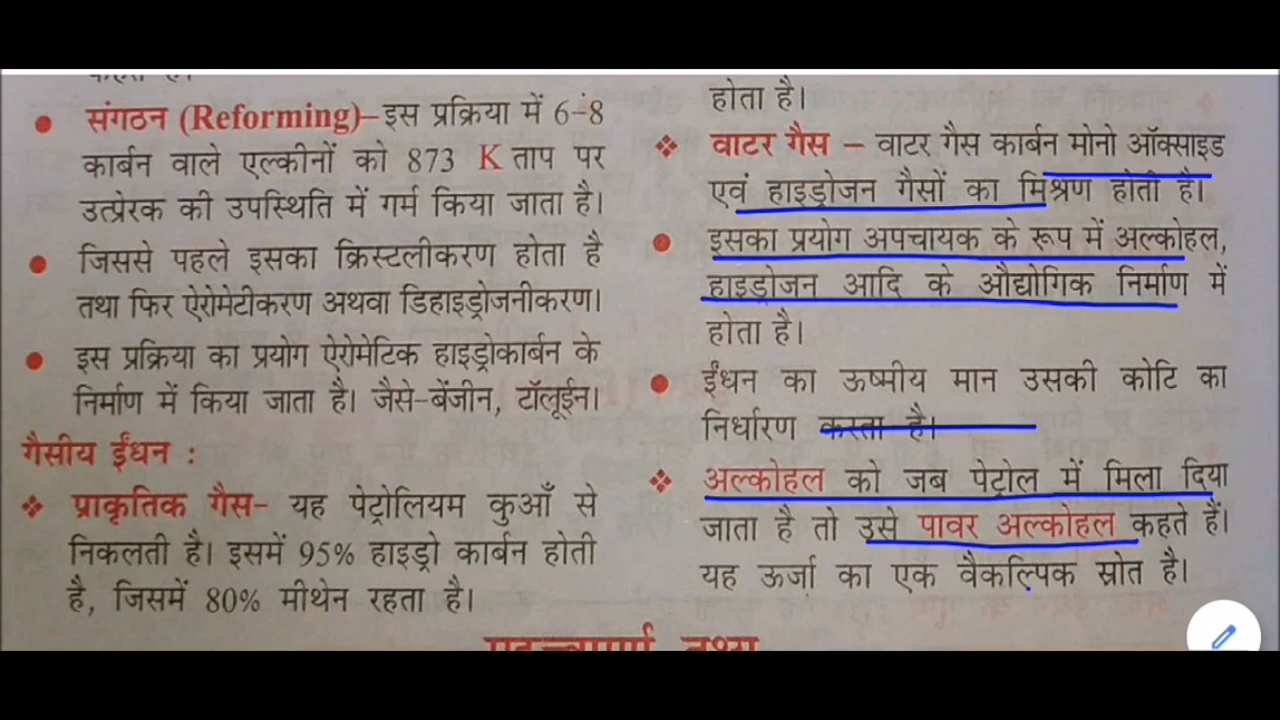 संगठन (Reforming)–इस प्रक्रिया में 6-8
कार्बन वाले एल्कीनों को 873 K ताप पर
उत्प्रेरक की उपस्थिति में गर्म किया जाता है।
जिससे पहले इसका क्रिस्टलीकरण होता है
तथा फिर ऐरोमेटीकरण अथवा डिहाइड्रोजनीकरण।
इस प्रक्रिया का प्रयोग ऐरोमेटिक हाइड्रोकार्बन के
निर्माण में किया जाता है। जैसे-बेंजीन, टॉलूईन।
गैसीय ईंधन :
प्राकृतिक गैस– यह पेट्रोलियम कुआँ से
निकलती है। इसमें 95% हाइड्रो कार्बन होती
है, जिसमें 80% मीथेन रहता है।
होता है।
वाटर गैस – वाटर गैस कार्बन मोनो ऑक्साइड
एवं हाइड्रोजन गैसों का मिश्रण होती है।
इसका प्रयोग अपचायक के रूप में अल्कोहल,
हाइड्रोजन आदि के औद्योगिक निर्माण में
होता है।
ईंधन का ऊष्मीय मान उसकी कोटि का
निर्धारण करता है।
अल्कोहल को जब पेट्रोल में मिला दिया
जाता है तो उसे पावर अल्कोहल कहते हैं।
यह ऊर्जा का एक वैकल्पिक स्रोत है।